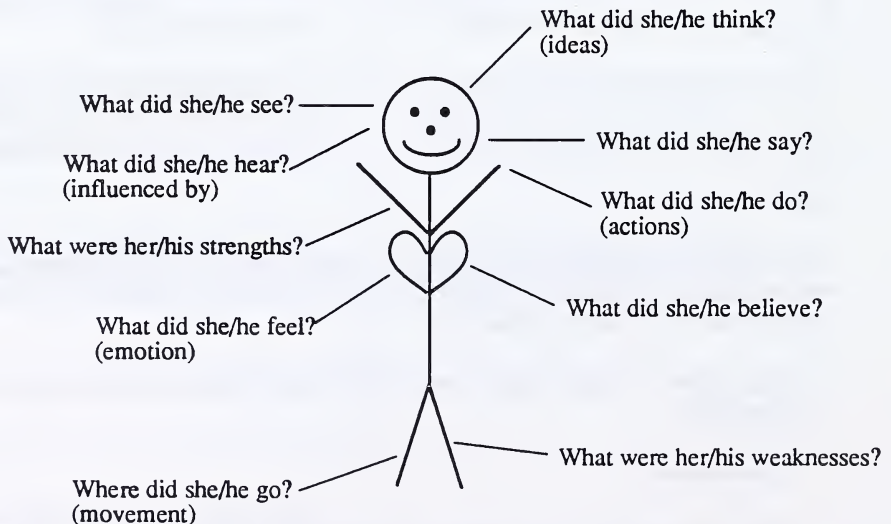 What did she/he think?
(ideas)
What did she/he see?
What did she/he say?
What did she/he hear?
(influenced by)
What did she/he do?
(actions)
What were her/his strengths?
What did she/he believe?
What did she/he feel?
(emotion)
What were her/his weaknesses?
Where did she/he go?
(movement)